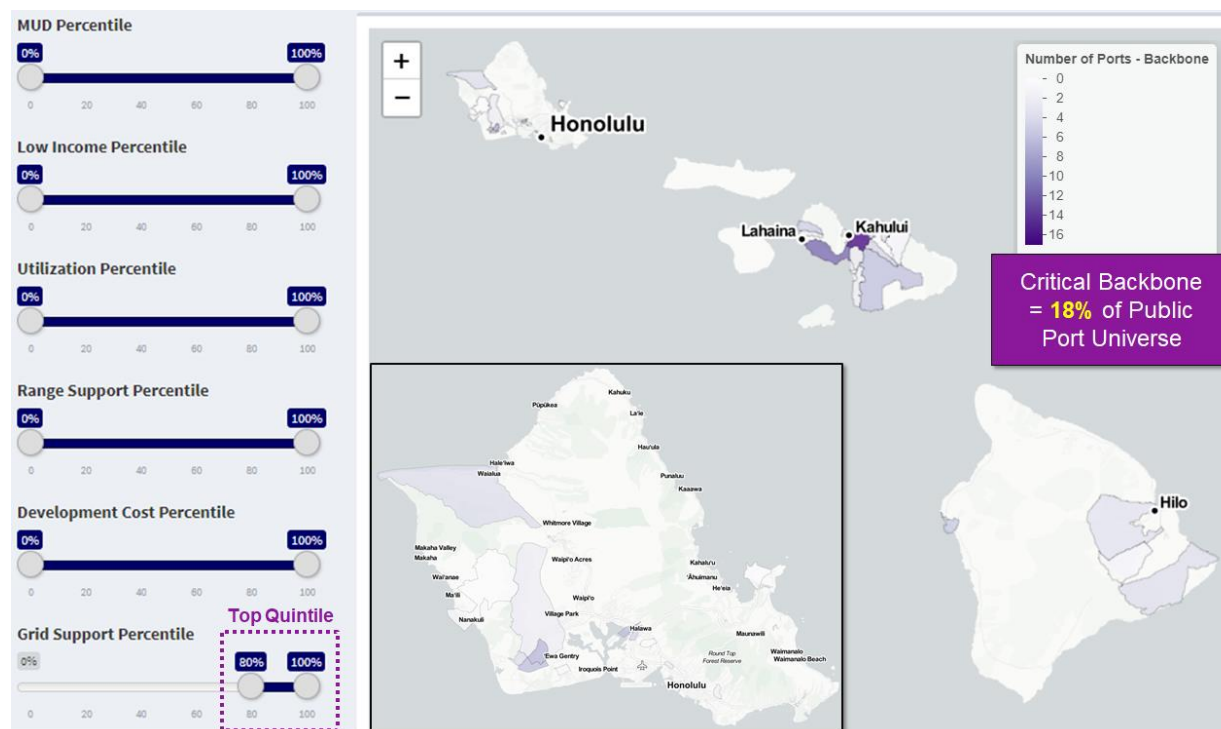 MUD Percentile
0% 100%
0 20 40 60 80 100
Low Income Percentile
0% 100%
0 20 40 60 80 100
Utilization Percentile
0% 100%
0 20 40 60 80 100
Range Support Percentile
0% 100%
0 20 40 60 80 100
Development Cost Percentile
0% 100%
0 20 40 60 80 100
Top Quintile
Grid Support Percentile
0% 80% 100%
0 20 40 60 80 100
+
−
Honolulu
Lahaina
Kahului
Hilo
Number of Ports - Backbone
0
2
4
6
8
10
12
14
16
Critical Backbone
= 18% of Public
Port Universe
Kahuku
Pūpūkea
La'ie
Hau'ula
Hale'iwa
Waialua
Punaluu
Kaaawa
Whitmore Village
Makaha Valley
Makaha
Waipi'o Acres
Kahalu'u
'Āhuimanu
He'eia
Wai'anae
Ma'ili
Waipi'o
Village Park
Nanakuli
Halawa
Maunawili
'Ewa Gentry
Iroquois Point
Round Top
Forest Reserve
Waimanalo
Waimanalo Beach
Honolulu